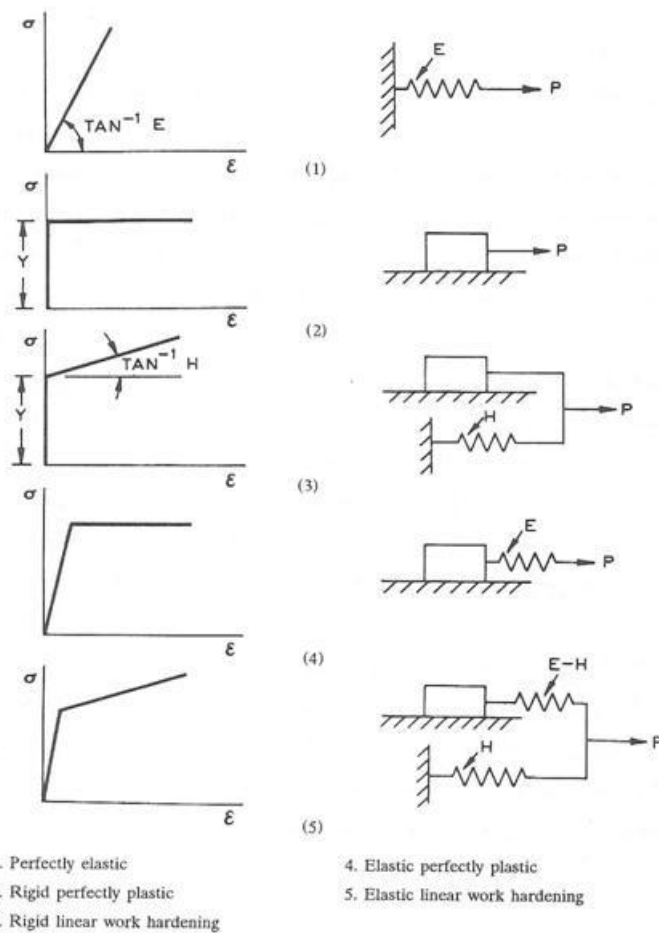 σ
TAN⁻¹ E
ε
E
P
(1)
σ
Y
ε
P
(2)
σ
TAN⁻¹ H
Y
ε
H
P
(3)
σ
ε
E
P
(4)
σ
ε
E-H
H
P
(5)
. Perfectly elastic
. Rigid perfectly plastic
. Rigid linear work hardening
4. Elastic perfectly plastic
5. Elastic linear work hardening